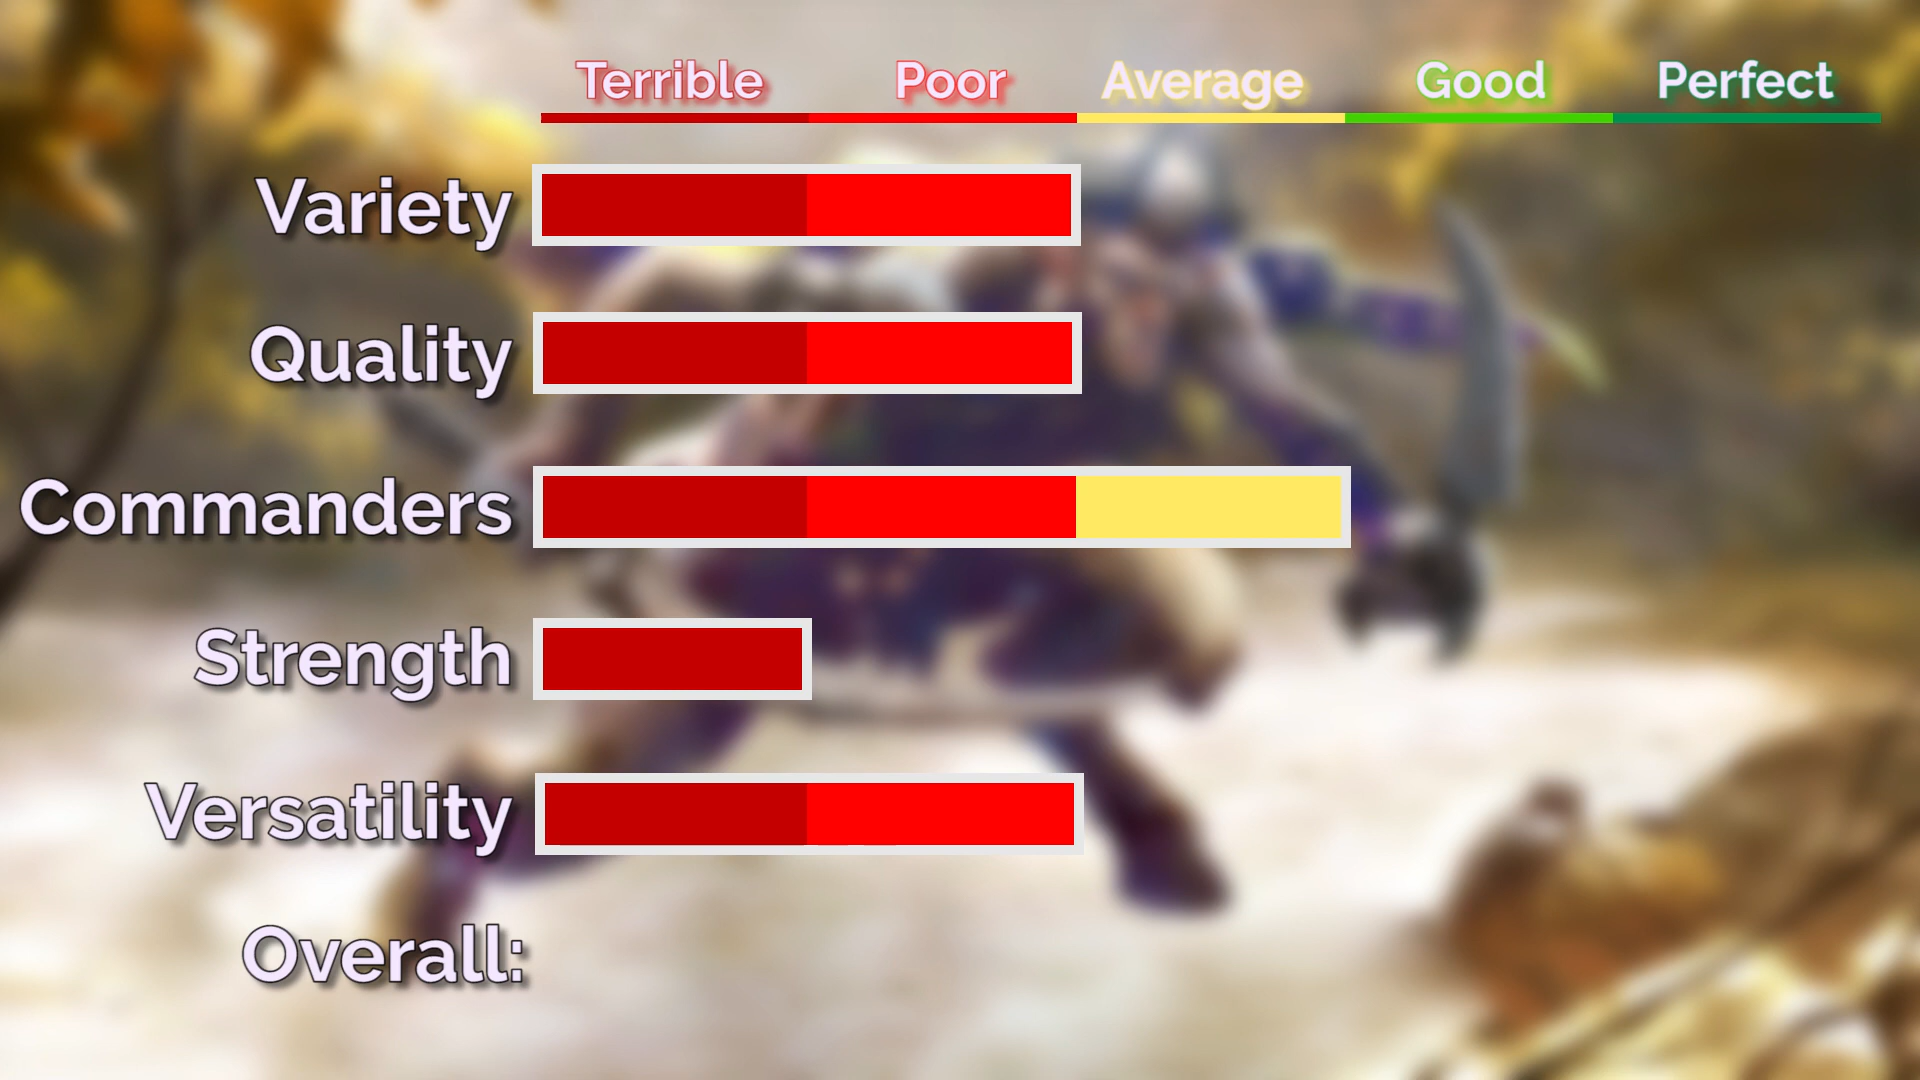 Terrible Poor Average Good Perfect
Variety
Quality
Commanders
Strength
Versatility
Overall: